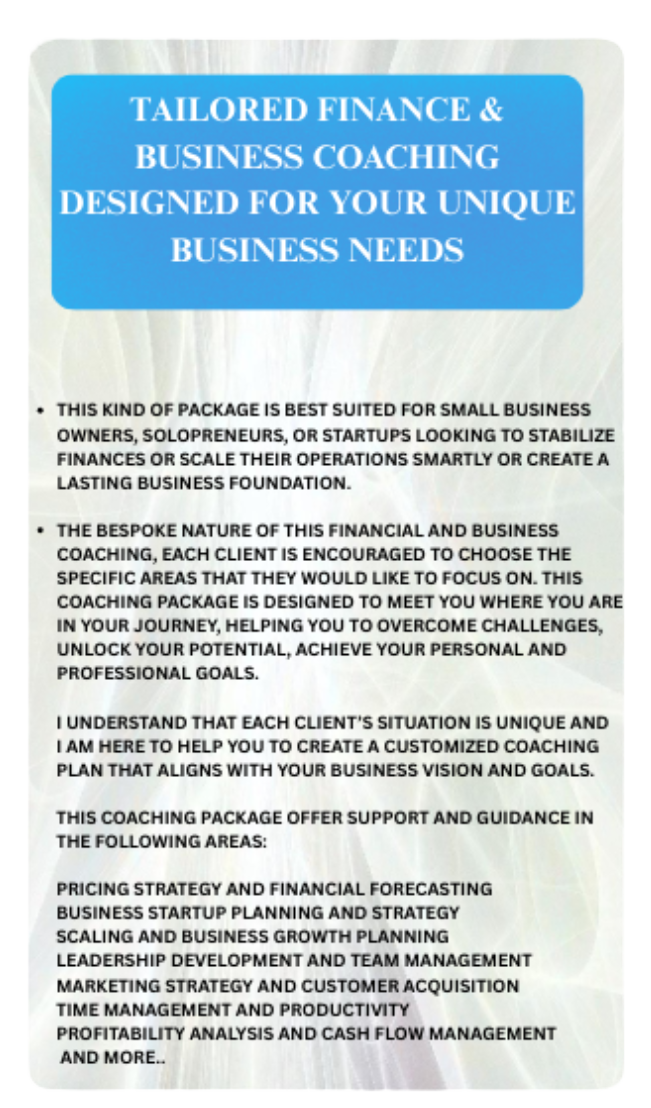 TAILORED FINANCE &
BUSINESS COACHING
DESIGNED FOR YOUR UNIQUE
BUSINESS NEEDS
• THIS KIND OF PACKAGE IS BEST SUITED FOR SMALL BUSINESS
OWNERS, SOLOPRENEURS, OR STARTUPS LOOKING TO STABILIZE
FINANCES OR SCALE THEIR OPERATIONS SMARTLY OR CREATE A
LASTING BUSINESS FOUNDATION.
• THE BESPOKE NATURE OF THIS FINANCIAL AND BUSINESS
COACHING, EACH CLIENT IS ENCOURAGED TO CHOOSE THE
SPECIFIC AREAS THAT THEY WOULD LIKE TO FOCUS ON. THIS
COACHING PACKAGE IS DESIGNED TO MEET YOU WHERE YOU ARE
IN YOUR JOURNEY, HELPING YOU TO OVERCOME CHALLENGES,
UNLOCK YOUR POTENTIAL, ACHIEVE YOUR PERSONAL AND
PROFESSIONAL GOALS.
I UNDERSTAND THAT EACH CLIENT'S SITUATION IS UNIQUE AND
I AM HERE TO HELP YOU TO CREATE A CUSTOMIZED COACHING
PLAN THAT ALIGNS WITH YOUR BUSINESS VISION AND GOALS.
THIS COACHING PACKAGE OFFER SUPPORT AND GUIDANCE IN
THE FOLLOWING AREAS:
PRICING STRATEGY AND FINANCIAL FORECASTING
BUSINESS STARTUP PLANNING AND STRATEGY
SCALING AND BUSINESS GROWTH PLANNING
LEADERSHIP DEVELOPMENT AND TEAM MANAGEMENT
MARKETING STRATEGY AND CUSTOMER ACQUISITION
TIME MANAGEMENT AND PRODUCTIVITY
PROFITABILITY ANALYSIS AND CASH FLOW MANAGEMENT
AND MORE..